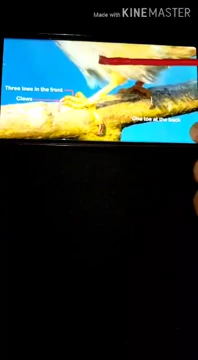 Made with KINEMASTER
Three toes in the front
Claws
One toe at the back